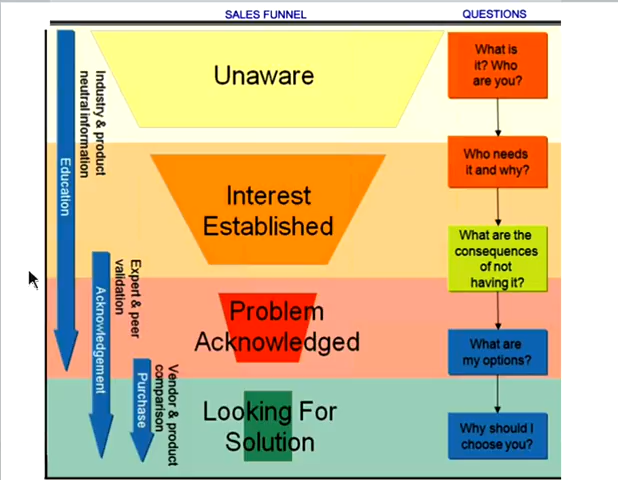 SALES FUNNEL
QUESTIONS
Unaware
Interest
Established
Problem
Acknowledged
Looking For
Solution
Education
Industry & product
neutral information
Acknowledgement
Expert & peer
validation
Purchase
Vendor & product
comparison
What is
it? Who
are you?
Who needs
it and why?
What are the
consequences
of not
having it?
What are
my options?
Why should I
choose you?